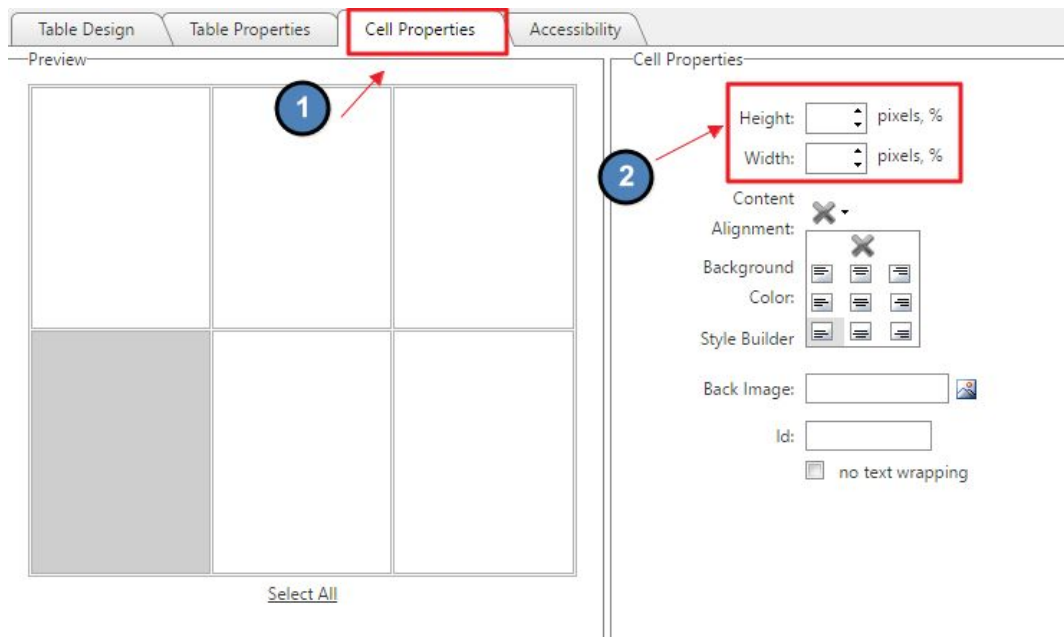 Table Design Table Properties Cell Properties Accessibility
Preview
1
Select All
Cell Properties
Height: pixels, %
2
Width: pixels, %
Content
Alignment:
Background
Color:
Style Builder
Back Image:
Id:
no text wrapping